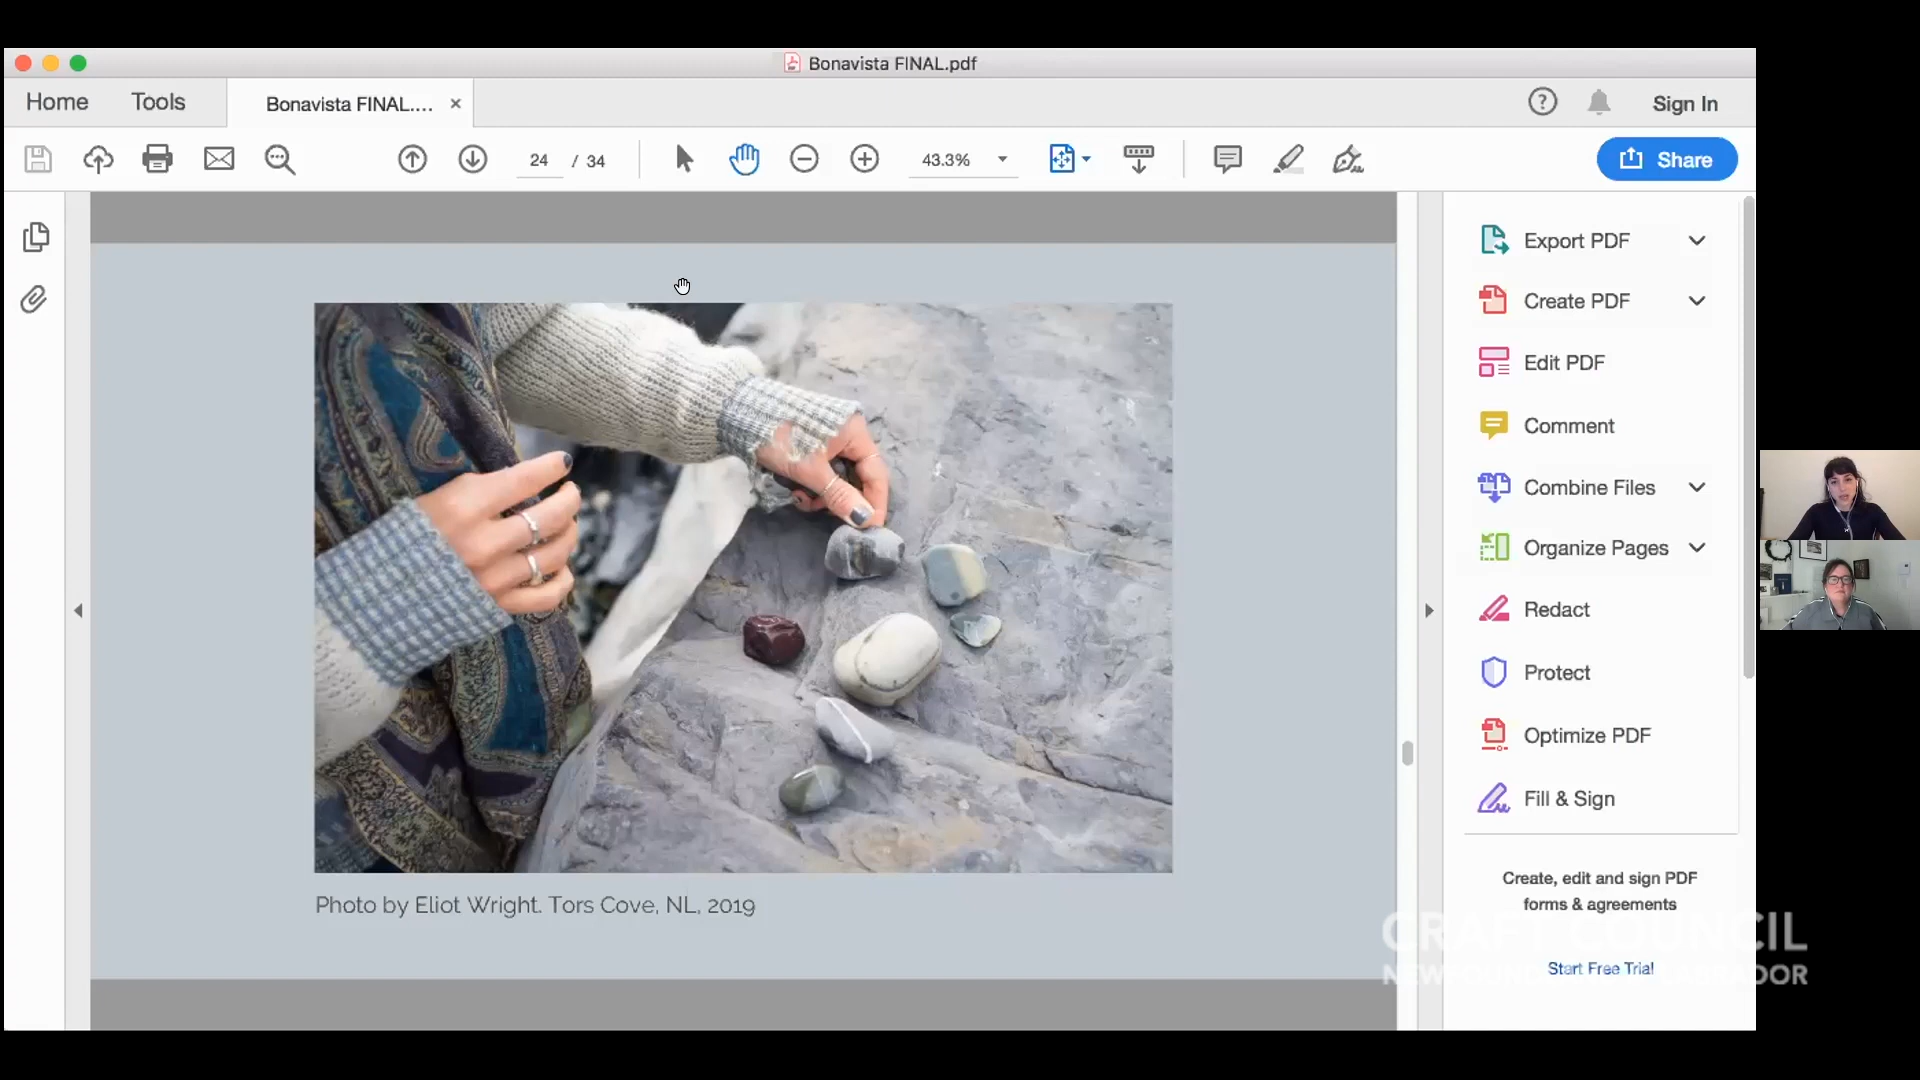 Bonavista FINAL.pdf
Home
Tools
Bonavista FINAL....
Sign In
24 / 34
43.3%
Share
Export PDF
Create PDF
Edit PDF
Comment
Combine Files
Organize Pages
Redact
Protect
Optimize PDF
Fill & Sign
Create, edit and sign PDF
forms & agreements
Start Free Trial
Photo by Eliot Wright. Tors Cove, NL, 2019
CRAFT COUNCIL